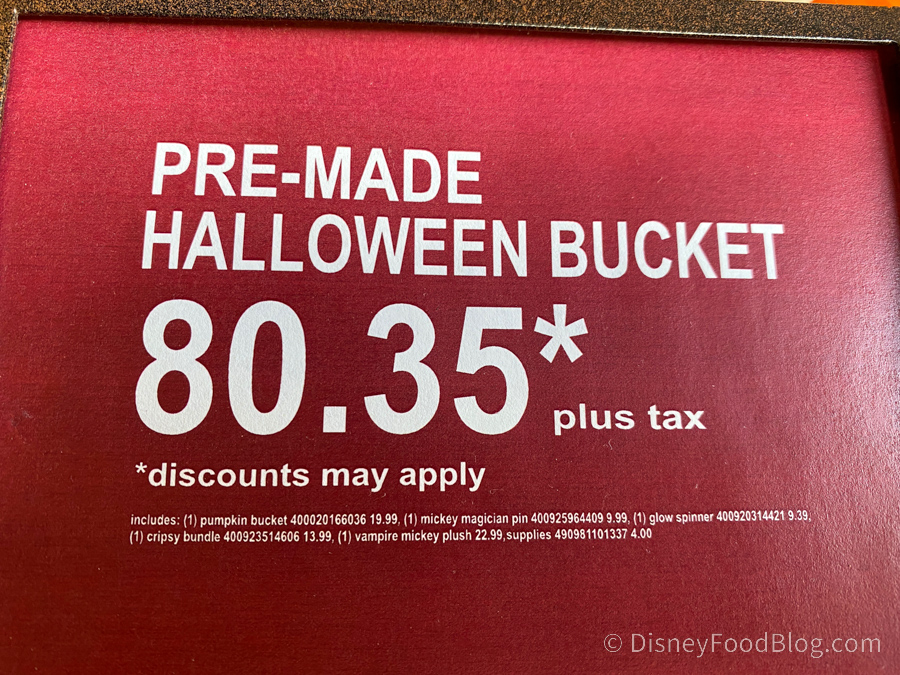 PRE-MADE
HALLOWEEN BUCKET
80.35* plus tax
*discounts may apply
includes: (1) pumpkin bucket 400020166036 19.99, (1) mickey magician pin 400925964409 9.99, (1) glow spinner 400920314421 9.39,
(1) cripsy bundle 400923514606 13.99, (1) vampire mickey plush 22.99,supplies 490981101337 4.00
© DisneyFoodBlog.com